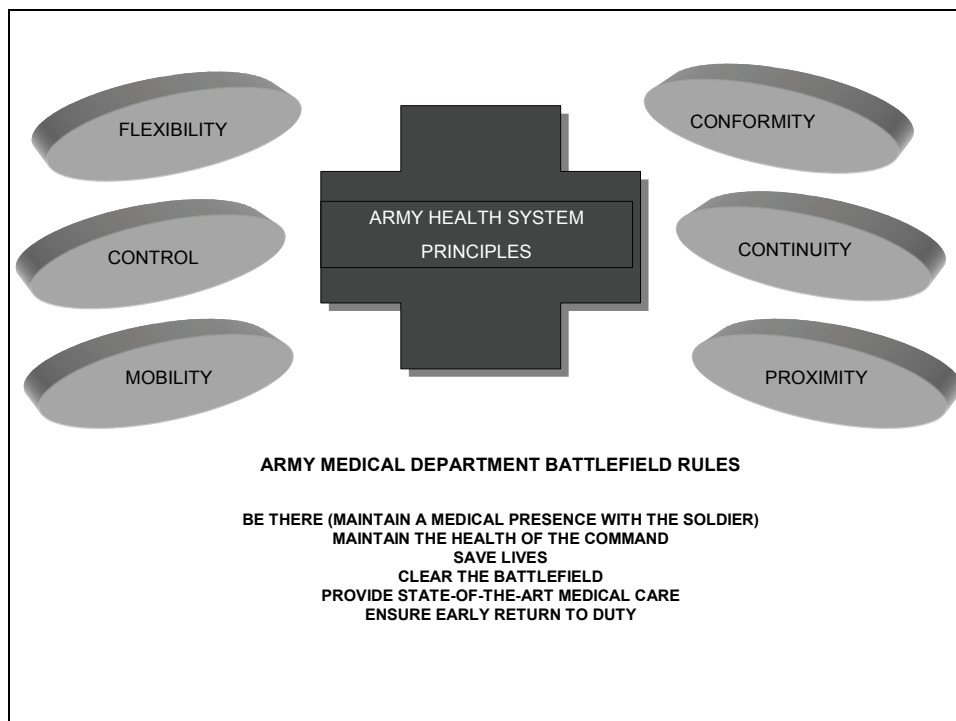 FLEXIBILITY
CONFORMITY
ARMY HEALTH SYSTEM
PRINCIPLES
CONTROL
CONTINUITY
MOBILITY
PROXIMITY
ARMY MEDICAL DEPARTMENT BATTLEFIELD RULES
BE THERE (MAINTAIN A MEDICAL PRESENCE WITH THE SOLDIER)
MAINTAIN THE HEALTH OF THE COMMAND
SAVE LIVES
CLEAR THE BATTLEFIELD
PROVIDE STATE-OF-THE-ART MEDICAL CARE
ENSURE EARLY RETURN TO DUTY